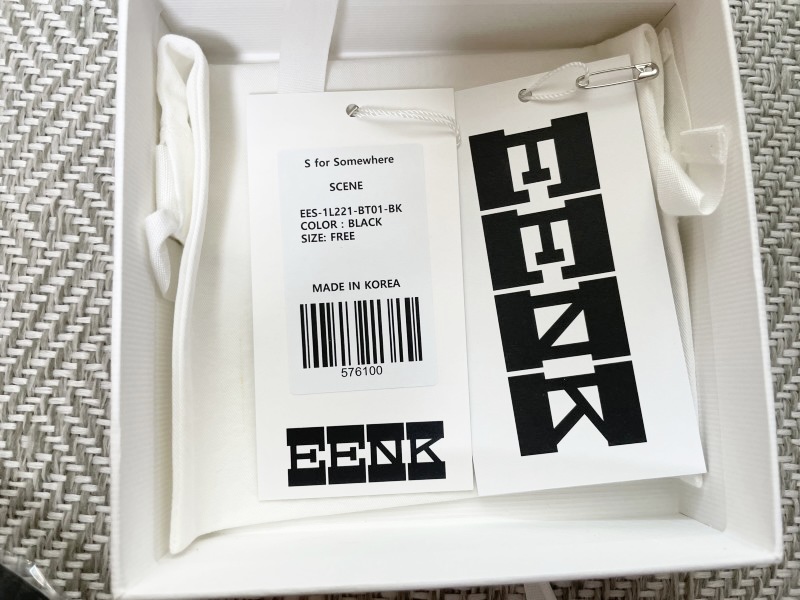 S for Somewhere
SCENE
EES-1L221-BT01-BK
COLOR : BLACK
SIZE: FREE
MADE IN KOREA
576100
EENK
EENK